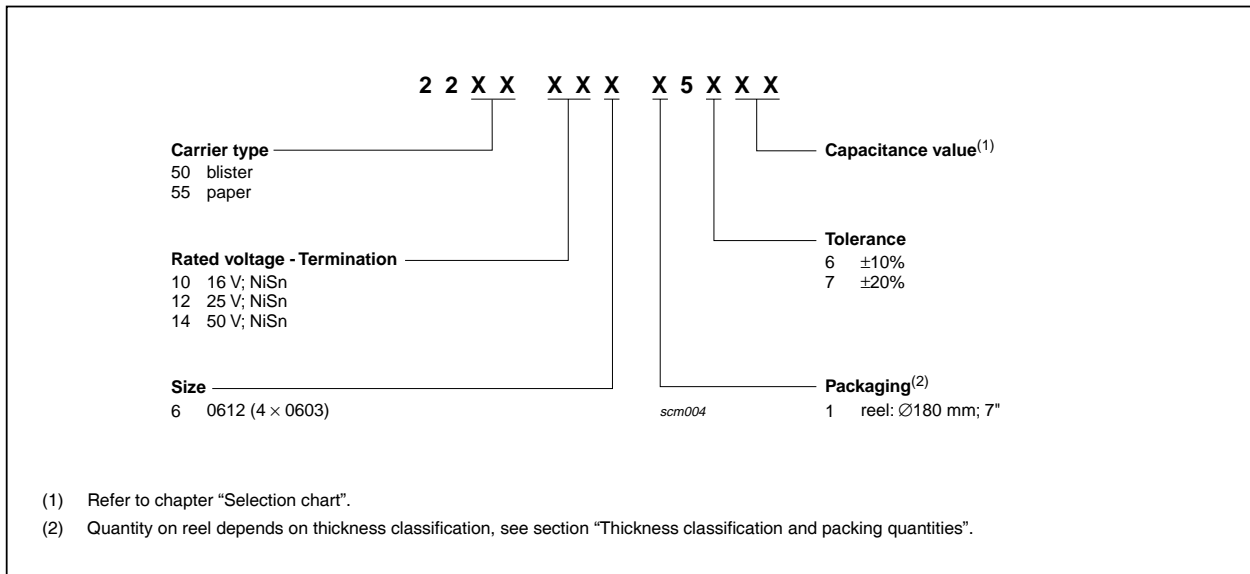 2 2 X X X X X X 5 X X X
Carrier type
50 blister
55 paper
Rated voltage - Termination
10 16 V; NiSn
12 25 V; NiSn
14 50 V; NiSn
Size
6 0612 (4 × 0603)
Capacitance value(1)
Tolerance
6 ±10%
7 ±20%
Packaging(2)
1 reel: ∅180 mm; 7"
scm004
(1) Refer to chapter “Selection chart”.
(2) Quantity on reel depends on thickness classification, see section “Thickness classification and packing quantities”.